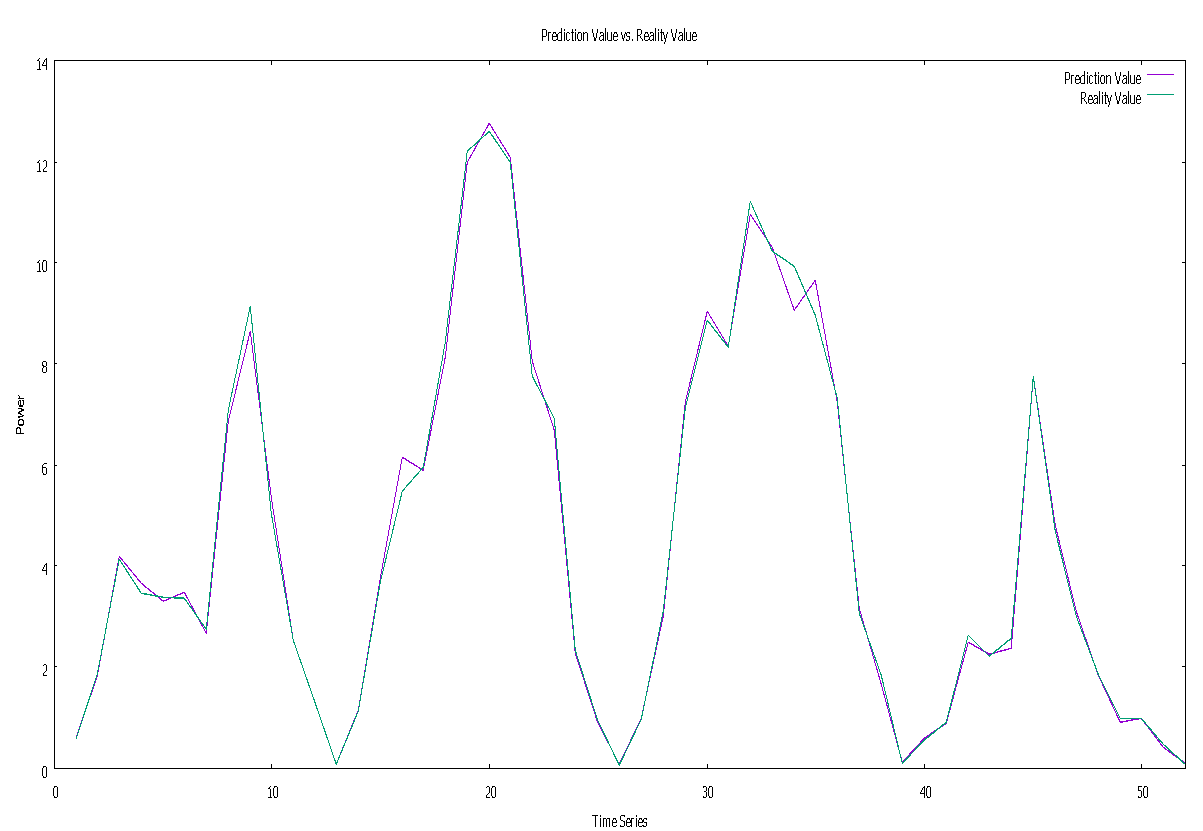 Prediction Value vs. Reality Value
14
Prediction Value
Reality Value
12
10
8
Power
6
4
2
0
0 10 20 30 40 50
Time Series